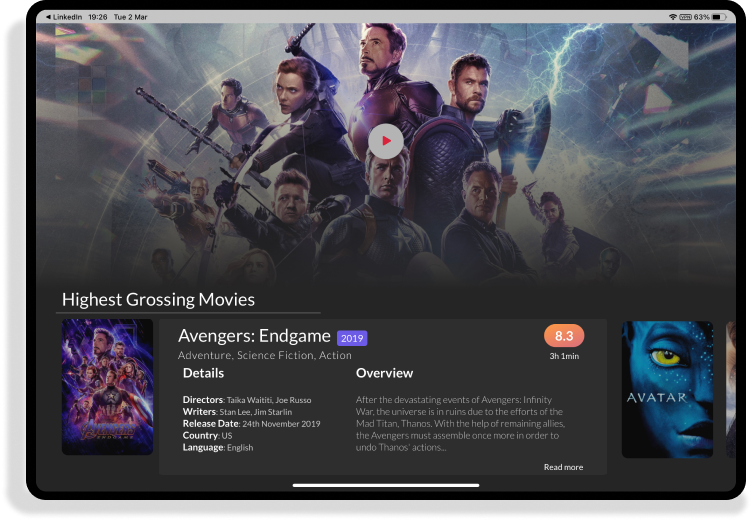 ◀ LinkedIn 19:26 Tue 2 Mar
VPN 63%
Highest Grossing Movies
Avengers: Endgame 2019
8.3
Adventure, Science Fiction, Action
3h 1min
Details
Overview
Directors: Taika Waititi, Joe Russo
Writers: Stan Lee, Jim Starlin
Release Date: 24th November 2019
Country: US
Language: English
After the devastating events of Avengers: Infinity
War, the universe is in ruins due to the efforts of the
Mad Titan, Thanos. With the help of remaining allies,
the Avengers must assemble once more in order to
undo Thanos' actions...
Read more
AVENGERS
ENDGAME
AVATAR